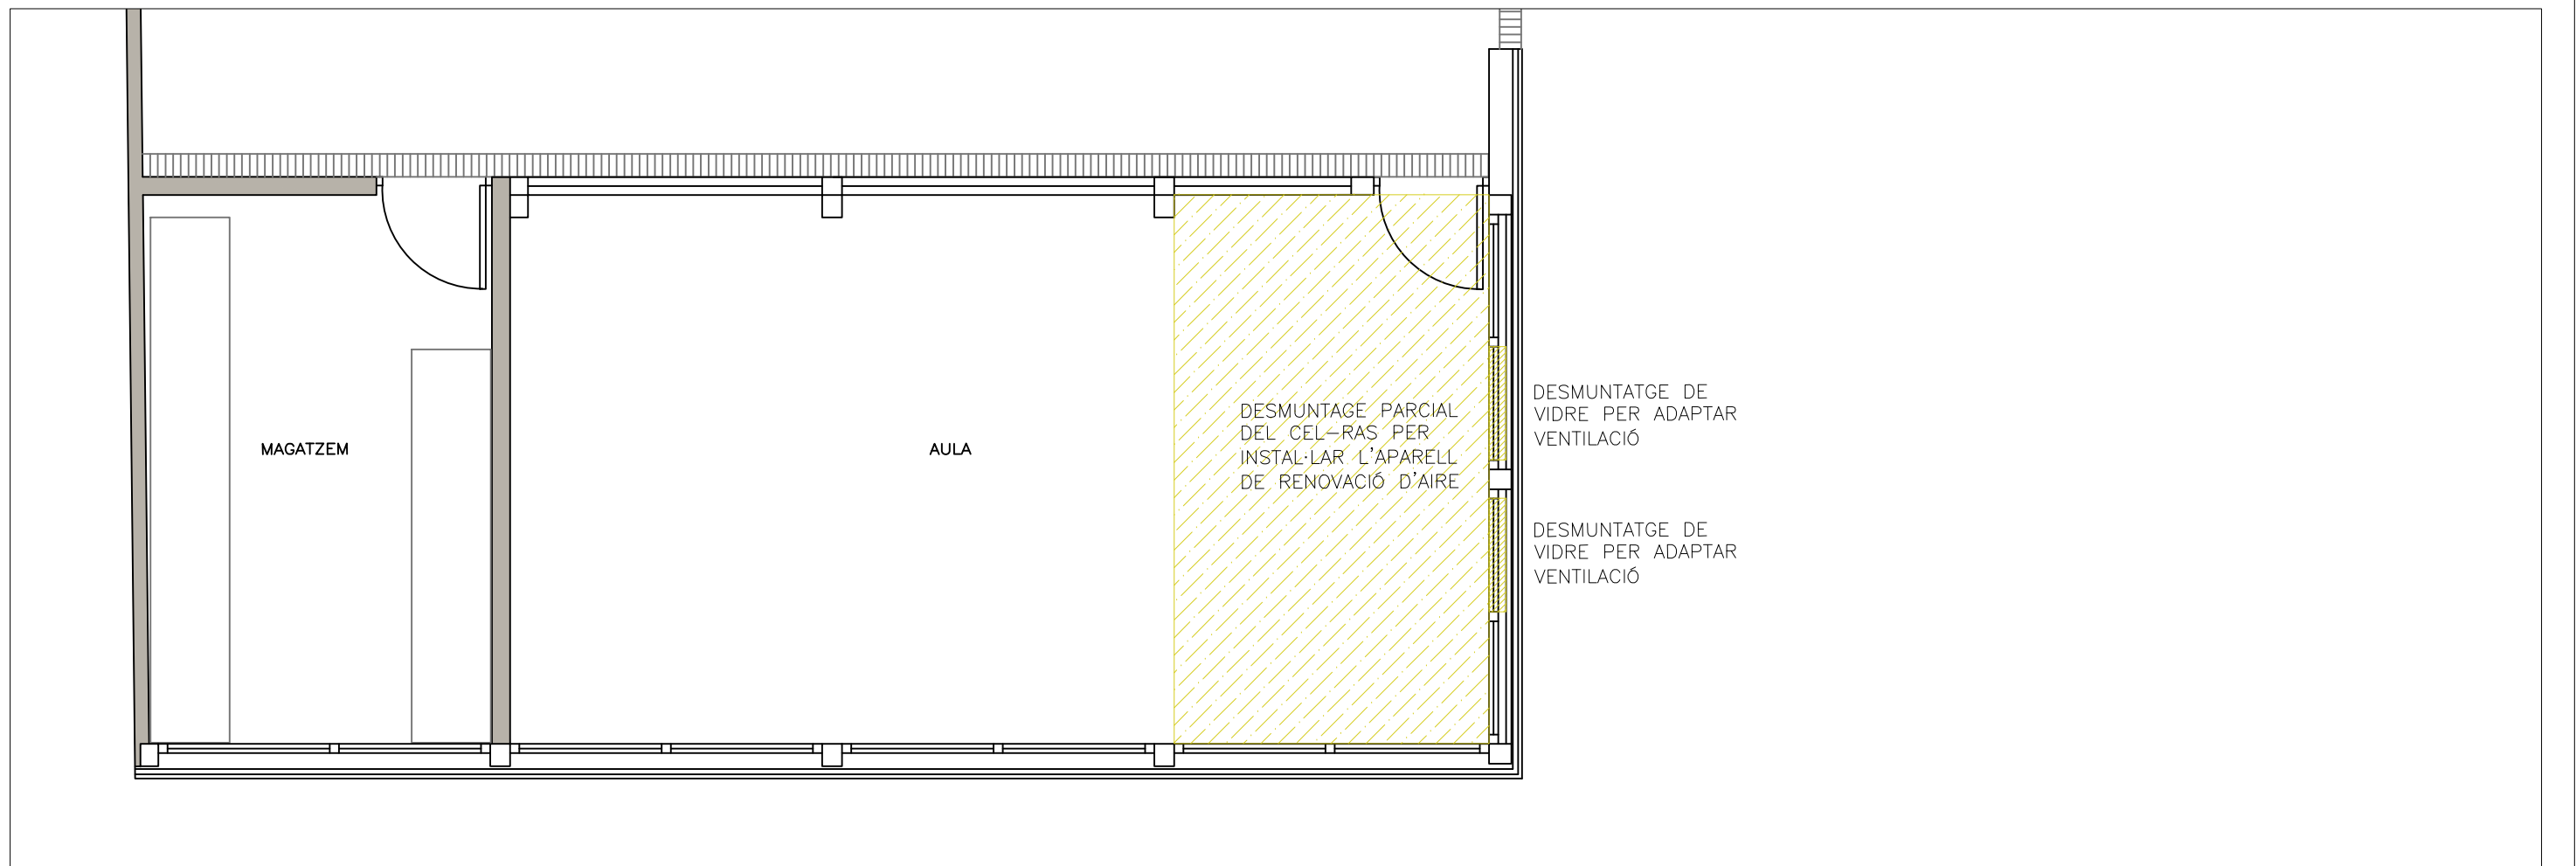 MAGATZEM
AULA
DESMUNTAGE PARCIAL
DEL CEL-RAS PER
INSTAL·LAR L'APARELL
DE RENOVACIÓ D'AIRE
DESMUNTATGE DE
VIDRE PER ADAPTAR
VENTILACIÓ
DESMUNTATGE DE
VIDRE PER ADAPTAR
VENTILACIÓ